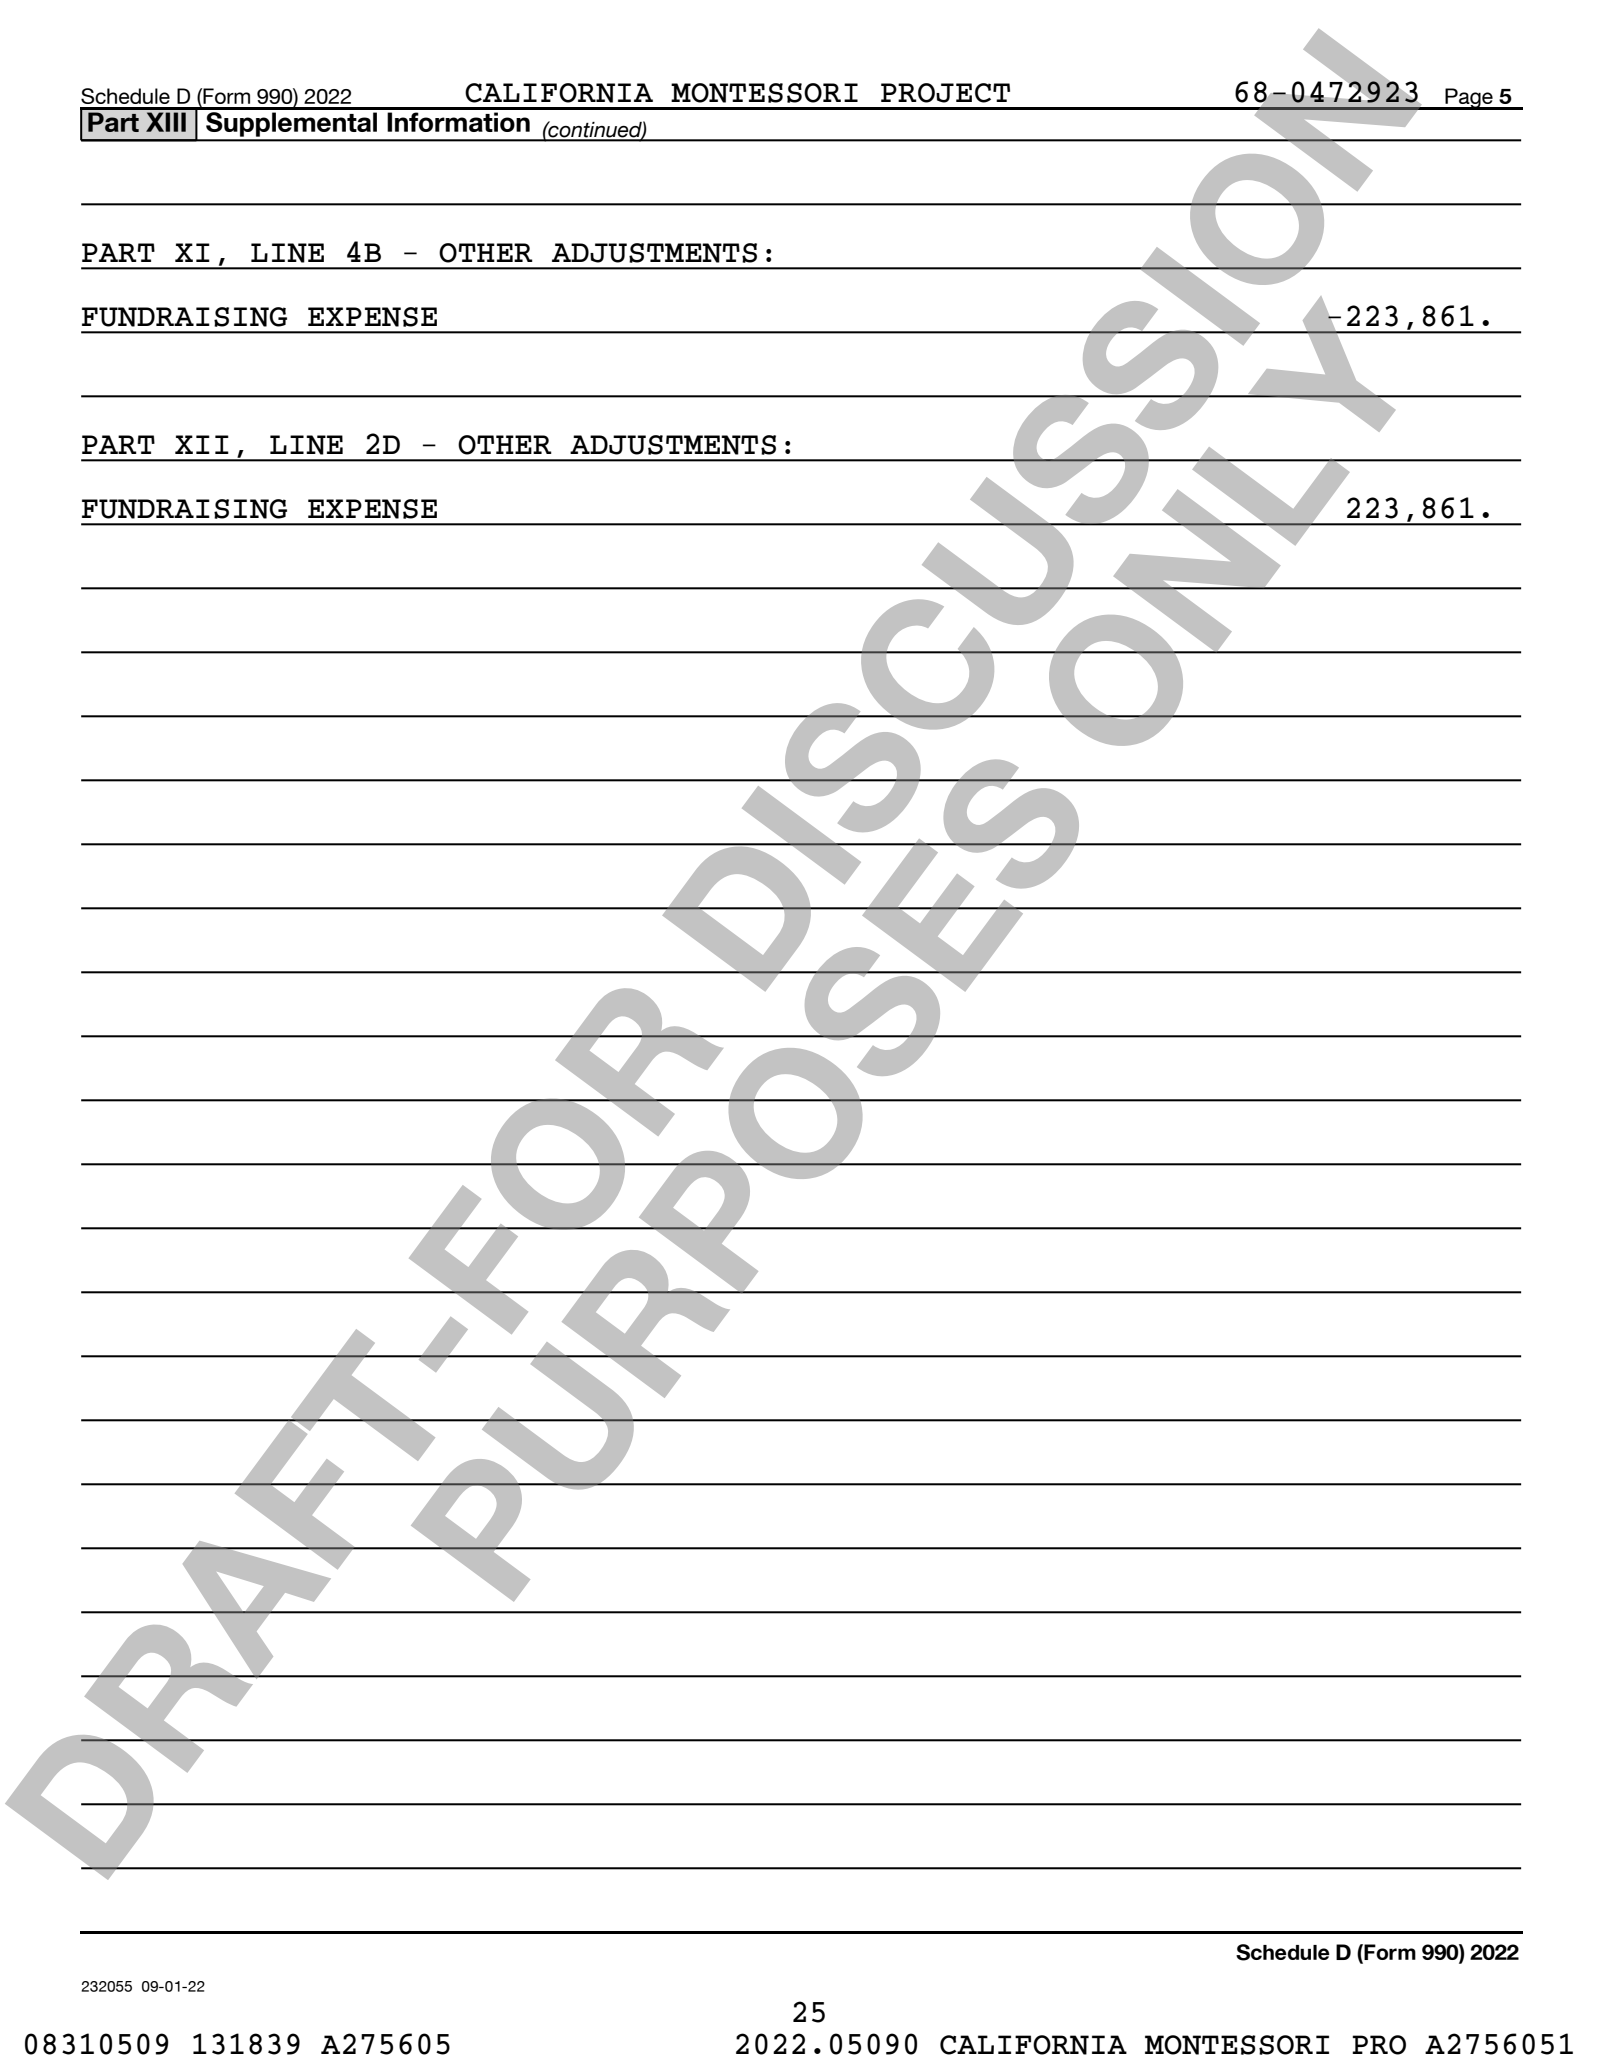 Schedule D (Form 990) 2022 CALIFORNIA MONTESSORI PROJECT 68-0472923 Page 5
Part XIII Supplemental Information (continued)
PART XI, LINE 4B - OTHER ADJUSTMENTS:
FUNDRAISING EXPENSE -223,861.
PART XII, LINE 2D - OTHER ADJUSTMENTS:
FUNDRAISING EXPENSE 223,861.
DRAFT-FOR DISCUSSION
PURPOSES ONLY
Schedule D (Form 990) 2022
232055 09-01-22
25
08310509 131839 A275605 2022.05090 CALIFORNIA MONTESSORI PRO A2756051